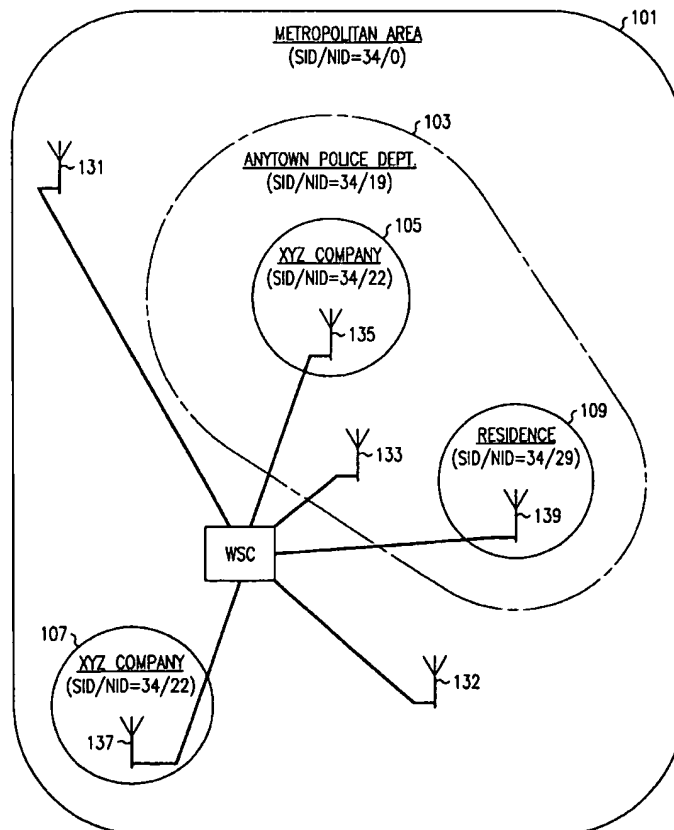 101
METROPOLITAN AREA
(SID/NID=34/0)
103
131
ANYTOWN POLICE DEPT.
(SID/NID=34/19)
105
XYZ COMPANY
(SID/NID=34/22)
135
109
RESIDENCE
(SID/NID=34/29)
133
139
WSC
107
XYZ COMPANY
(SID/NID=34/22)
132
137